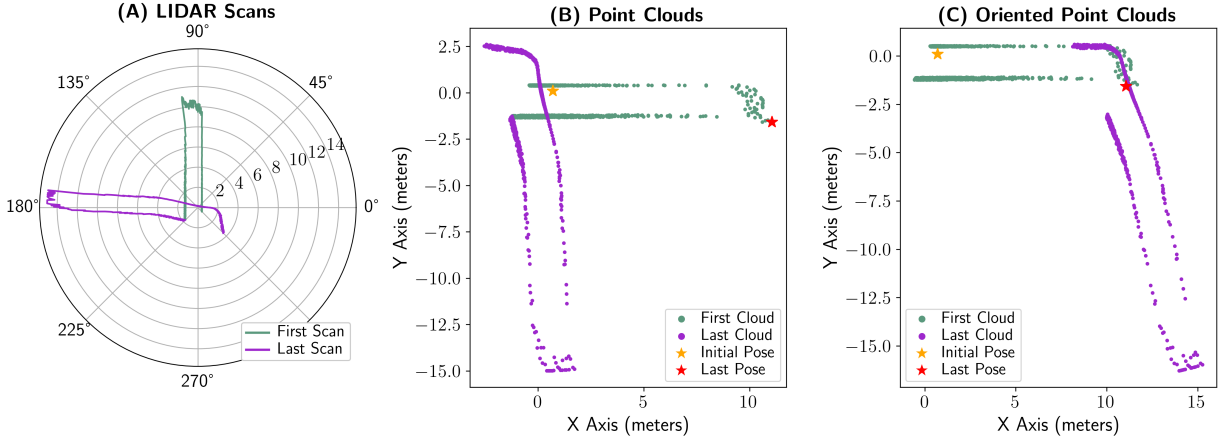 (A) LIDAR Scans
90°
135°
45°
180°
0°
2
4
6
8
10
12
14
225°
270°
First Scan
Last Scan
(B) Point Clouds
2.5
0.0
−2.5
−5.0
−7.5
−10.0
−12.5
−15.0
Y Axis (meters)
0
5
10
X Axis (meters)
First Cloud
Last Cloud
Initial Pose
Last Pose
(C) Oriented Point Clouds
0.0
−2.5
−5.0
−7.5
−10.0
−12.5
−15.0
Y Axis (meters)
0
5
10
15
X Axis (meters)
First Cloud
Last Cloud
Initial Pose
Last Pose